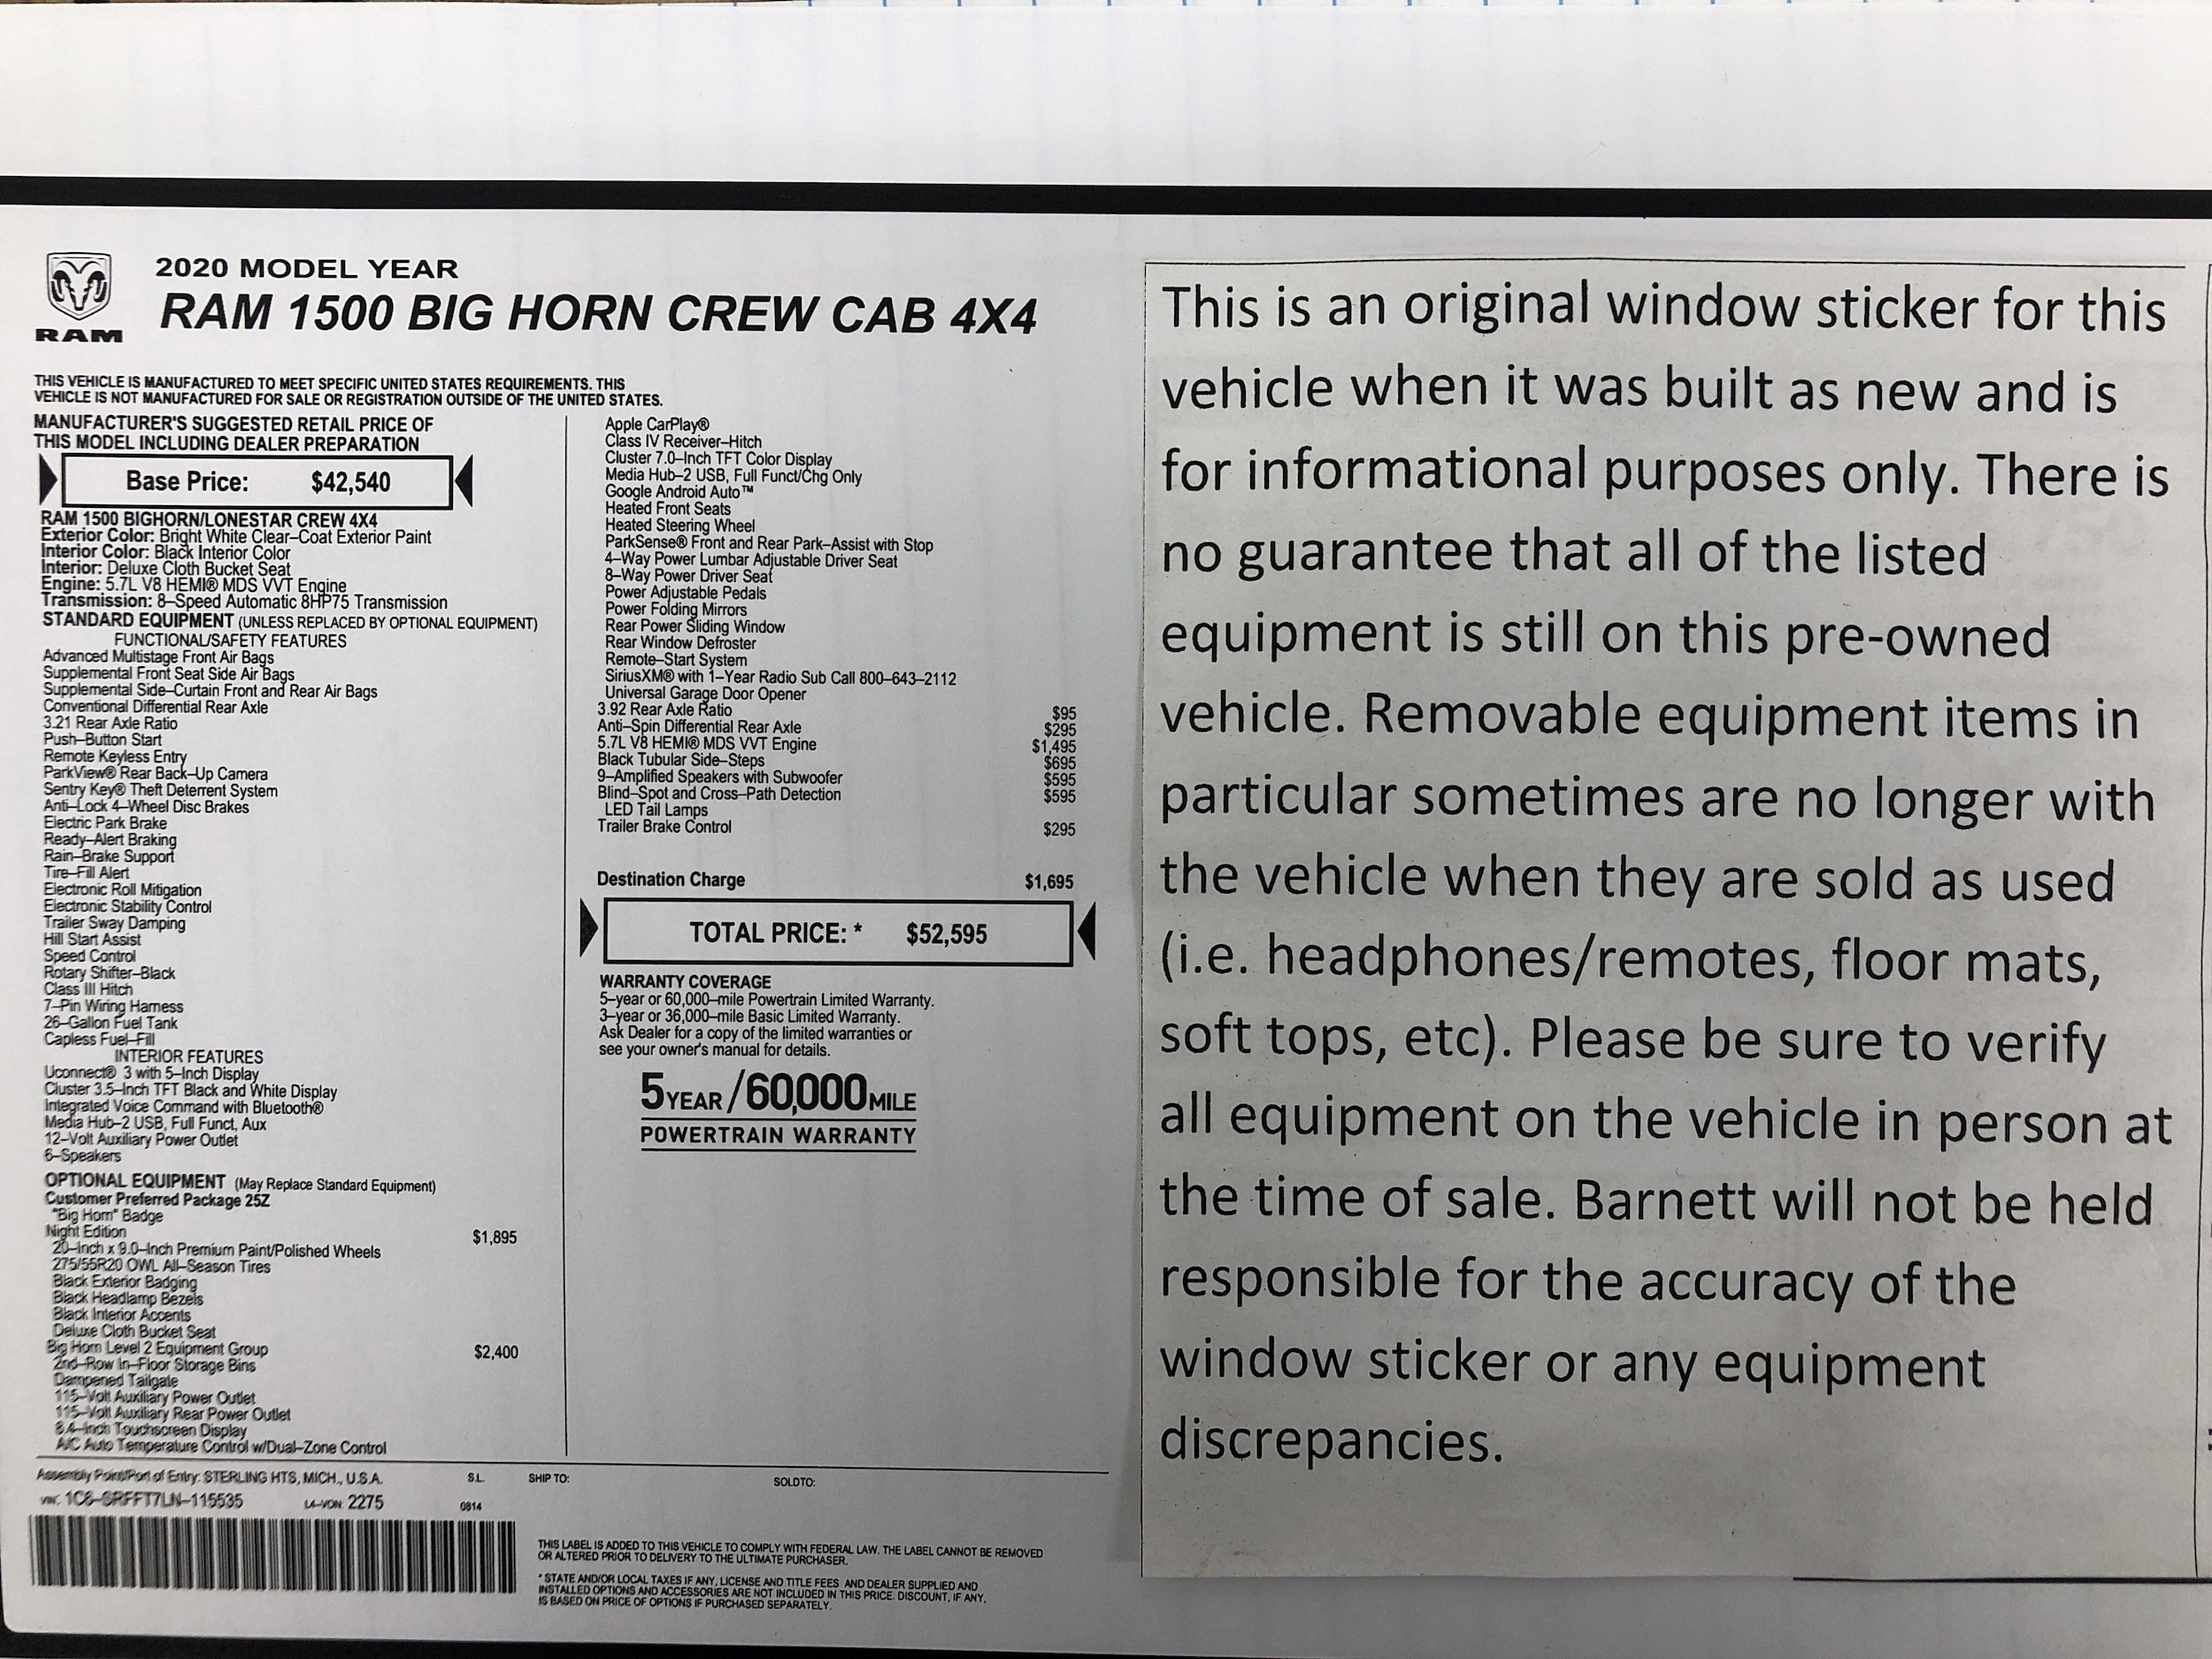 RAM
2020 MODEL YEAR
RAM 1500 BIG HORN CREW CAB 4X4
THIS VEHICLE IS MANUFACTURED TO MEET SPECIFIC UNITED STATES REQUIREMENTS. THIS
VEHICLE IS NOT MANUFACTURED FOR SALE OR REGISTRATION OUTSIDE OF THE UNITED STATES.
MANUFACTURER'S SUGGESTED RETAIL PRICE OF
THIS MODEL INCLUDING DEALER PREPARATION
Base Price: $42,540
RAM 1500 BIGHORN/LONESTAR CREW 4X4
Exterior Color: Bright White Clear–Coat Exterior Paint
Interior Color: Black Interior Color
Interior: Deluxe Cloth Bucket Seat
Engine: 5.7L V8 HEMI® MDS VVT Engine
Transmission: 8–Speed Automatic 8HP75 Transmission
STANDARD EQUIPMENT (UNLESS REPLACED BY OPTIONAL EQUIPMENT)
FUNCTIONAL/SAFETY FEATURES
Advanced Multistage Front Air Bags
Supplemental Front Seat Side Air Bags
Supplemental Side–Curtain Front and Rear Air Bags
Conventional Differential Rear Axle
3.21 Rear Axle Ratio
Push–Button Start
Remote Keyless Entry
ParkView® Rear Back–Up Camera
Sentry Key® Theft Deterrent System
Anti–Lock 4–Wheel Disc Brakes
Electric Park Brake
Ready–Alert Braking
Rain–Brake Support
Tire–Fill Alert
Electronic Roll Mitigation
Electronic Stability Control
Trailer Sway Damping
Hill Start Assist
Speed Control
Rotary Shifter–Black
Class III Hitch
7–Pin Wiring Harness
26–Gallon Fuel Tank
Capless Fuel–Fill
INTERIOR FEATURES
Uconnect® 3 with 5–Inch Display
Cluster 3.5–Inch TFT Black and White Display
Integrated Voice Command with Bluetooth®
Media Hub–2 USB, Full Funct, Aux
12–Volt Auxiliary Power Outlet
6–Speakers
OPTIONAL EQUIPMENT (May Replace Standard Equipment)
Customer Preferred Package 25Z
"Big Horn" Badge
Night Edition $1,895
20–Inch x 9.0–Inch Premium Paint/Polished Wheels
275/55R20 OWL All–Season Tires
Black Exterior Badging
Black Headlamp Bezels
Black Interior Accents
Deluxe Cloth Bucket Seat
Big Horn Level 2 Equipment Group $2,400
2nd–Row In–Floor Storage Bins
Dampened Tailgate
115–Volt Auxiliary Power Outlet
115–Volt Auxiliary Rear Power Outlet
8.4–Inch Touchscreen Display
A/C Auto Temperature Control w/Dual–Zone Control
Apple CarPlay®
Class IV Receiver–Hitch
Cluster 7.0–Inch TFT Color Display
Media Hub–2 USB, Full Funct/Chg Only
Google Android Auto™
Heated Front Seats
Heated Steering Wheel
ParkSense® Front and Rear Park–Assist with Stop
4–Way Power Lumbar Adjustable Driver Seat
8–Way Power Driver Seat
Power Adjustable Pedals
Power Folding Mirrors
Rear Power Sliding Window
Rear Window Defroster
Remote–Start System
SiriusXM® with 1–Year Radio Sub Call 800–643–2112
Universal Garage Door Opener
3.92 Rear Axle Ratio $95
Anti–Spin Differential Rear Axle $295
5.7L V8 HEMI® MDS VVT Engine $1,495
Black Tubular Side–Steps $695
9–Amplified Speakers with Subwoofer $595
Blind–Spot and Cross–Path Detection $595
LED Tail Lamps
Trailer Brake Control $295
Destination Charge $1,695
TOTAL PRICE: * $52,595
WARRANTY COVERAGE
5–year or 60,000–mile Powertrain Limited Warranty.
3–year or 36,000–mile Basic Limited Warranty.
Ask Dealer for a copy of the limited warranties or
see your owner's manual for details.
5 YEAR/60,000 MILE
POWERTRAIN WARRANTY
Assembly Point/Port of Entry: STERLING HTS, MICH., U.S.A.
VIN: 1C6–SRFFT7LN–115535 L4–VON: 2275
S.L.
0814
SHIP TO:
SOLDTO:
THIS LABEL IS ADDED TO THIS VEHICLE TO COMPLY WITH FEDERAL LAW. THE LABEL CANNOT BE REMOVED
OR ALTERED PRIOR TO DELIVERY TO THE ULTIMATE PURCHASER.
* STATE AND/OR LOCAL TAXES IF ANY, LICENSE AND TITLE FEES AND DEALER SUPPLIED AND
INSTALLED OPTIONS AND ACCESSORIES ARE NOT INCLUDED IN THIS PRICE. DISCOUNT, IF ANY,
IS BASED ON PRICE OF OPTIONS IF PURCHASED SEPARATELY.
This is an original window sticker for this
vehicle when it was built as new and is
for informational purposes only. There is
no guarantee that all of the listed
equipment is still on this pre-owned
vehicle. Removable equipment items in
particular sometimes are no longer with
the vehicle when they are sold as used
(i.e. headphones/remotes, floor mats,
soft tops, etc). Please be sure to verify
all equipment on the vehicle in person at
the time of sale. Barnett will not be held
responsible for the accuracy of the
window sticker or any equipment
discrepancies.